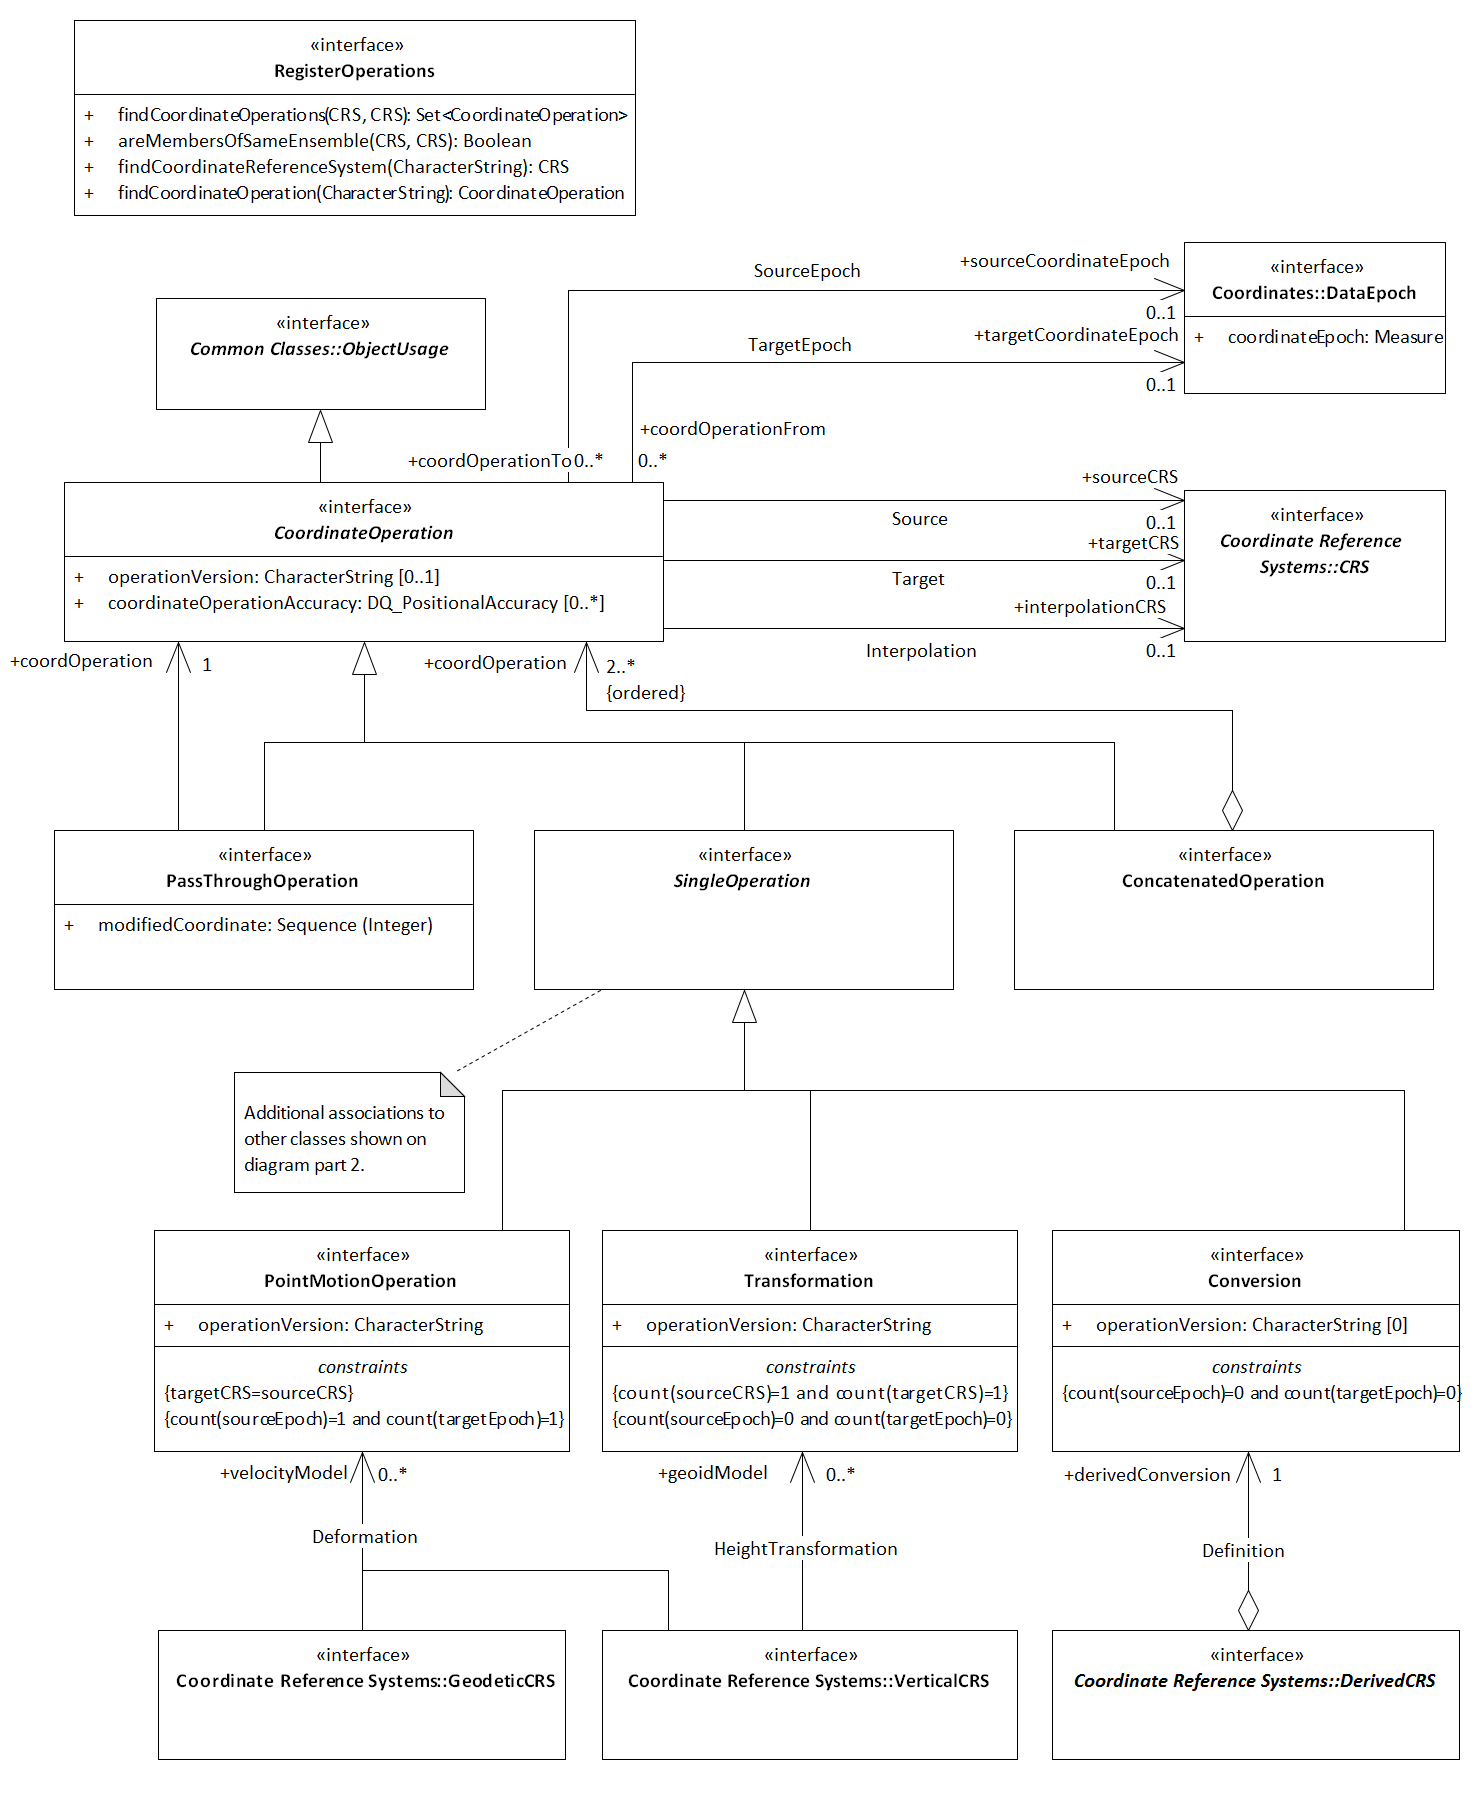 «interface»
RegisterOperations
+ findCoordinateOperations(CRS, CRS): Set<CoordinateOperation>
+ areMembersOfSameEnsemble(CRS, CRS): Boolean
+ findCoordinateReferenceSystem(CharacterString): CRS
+ findCoordinateOperation(CharacterString): CoordinateOperation
SourceEpoch
+sourceCoordinateEpoch
0..1
TargetEpoch
+targetCoordinateEpoch
0..1
«interface»
Coordinates::DataEpoch
+ coordinateEpoch: Measure
«interface»
Common Classes::ObjectUsage
+coordOperationFrom
+coordOperationTo 0..*
0..*
«interface»
CoordinateOperation
+ operationVersion: CharacterString [0..1]
+ coordinateOperationAccuracy: DQ_PositionalAccuracy [0..*]
+sourceCRS
Source
0..1
+targetCRS
Target
0..1
+interpolationCRS
Interpolation
0..1
«interface»
Coordinate Reference
Systems::CRS
+coordOperation
1
+coordOperation
2..*
{ordered}
«interface»
PassThroughOperation
+ modifiedCoordinate: Sequence (Integer)
«interface»
SingleOperation
«interface»
ConcatenatedOperation
Additional associations to
other classes shown on
diagram part 2.
«interface»
PointMotionOperation
+ operationVersion: CharacterString
constraints
{targetCRS=sourceCRS}
{count(sourceEpoch)=1 and count(targetEpoch)=1}
«interface»
Transformation
+ operationVersion: CharacterString
constraints
{count(sourceCRS)=1 and count(targetCRS)=1}
{count(sourceEpoch)=0 and count(targetEpoch)=0}
«interface»
Conversion
+ operationVersion: CharacterString [0]
constraints
{count(sourceEpoch)=0 and count(targetEpoch)=0}
+velocityModel
0..*
+geoidModel
0..*
+derivedConversion
1
Deformation
HeightTransformation
Definition
«interface»
Coordinate Reference Systems::GeodeticCRS
«interface»
Coordinate Reference Systems::VerticalCRS
«interface»
Coordinate Reference Systems::DerivedCRS